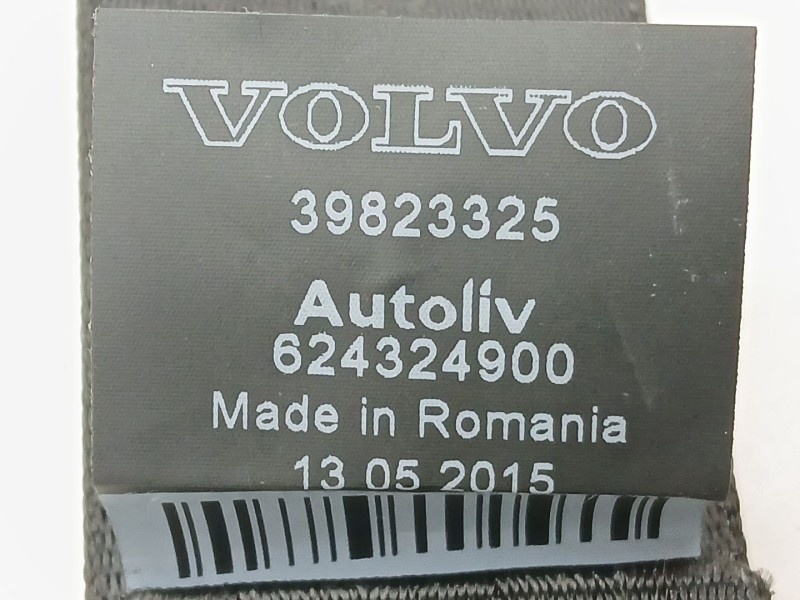 VOLVO
39823325
Autoliv
624324900
Made in Romania
13 05 2015